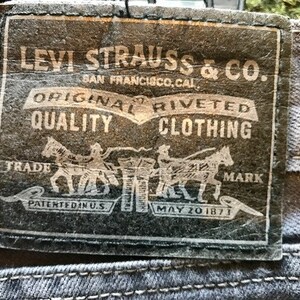 LEVI STRAUSS & CO.
SAN FRANCISCO, CAL.
ORIGINAL RIVETED
QUALITY CLOTHING
TRADE MARK
PATENTED IN U.S. MAY 20 1873